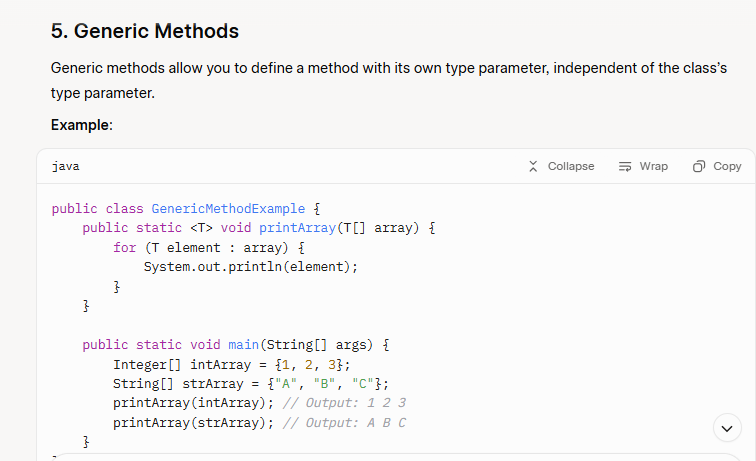 5. Generic Methods
Generic methods allow you to define a method with its own type parameter, independent of the class’s
type parameter.
Example:
java
Collapse
Wrap
Copy
public class GenericMethodExample {
    public static <T> void printArray(T[] array) {
        for (T element : array) {
            System.out.println(element);
        }
    }

    public static void main(String[] args) {
        Integer[] intArray = {1, 2, 3};
        String[] strArray = {"A", "B", "C"};
        printArray(intArray); // Output: 1 2 3
        printArray(strArray); // Output: A B C
    }